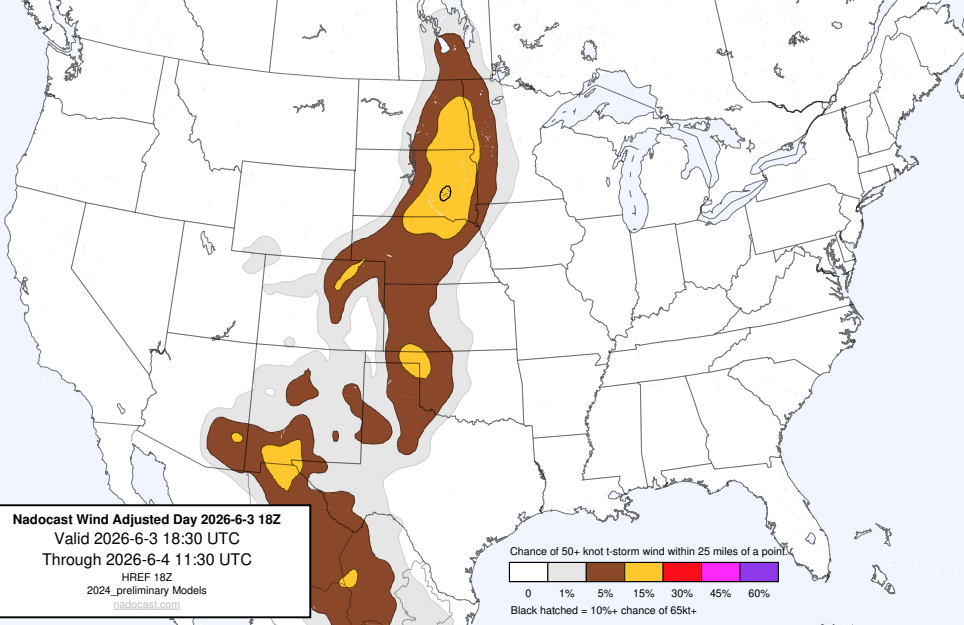 Nadocast Wind Adjusted Day 2026-6-3 18Z
Valid 2026-6-3 18:30 UTC
Through 2026-6-4 11:30 UTC
HREF 18Z
2024_preliminary Models
nadocast.com
Chance of 50+ knot t-storm wind within 25 miles of a point.
0 1% 5% 15% 30% 45% 60%
Black hatched = 10%+ chance of 65kt+